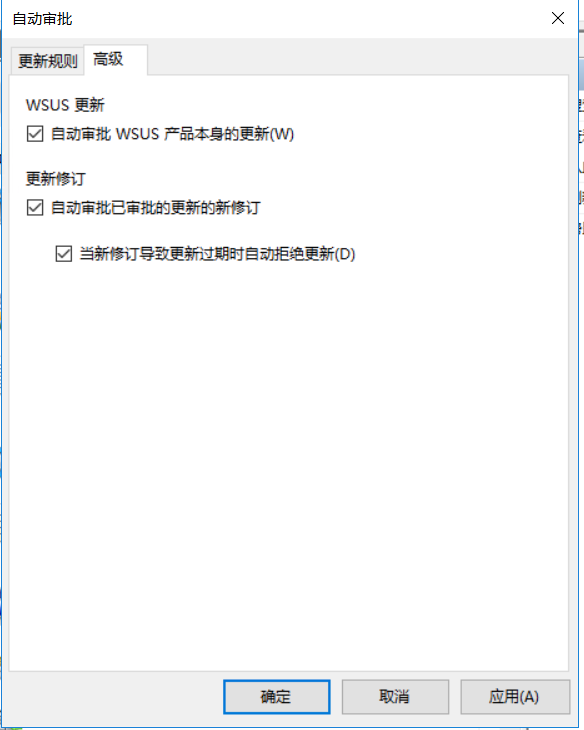 自动审批
更新规则 高级
WSUS 更新
自动审批 WSUS 产品本身的更新(W)
更新修订
自动审批已审批的更新的新修订
当新修订导致更新过期时自动拒绝更新(D)
确定 取消 应用(A)